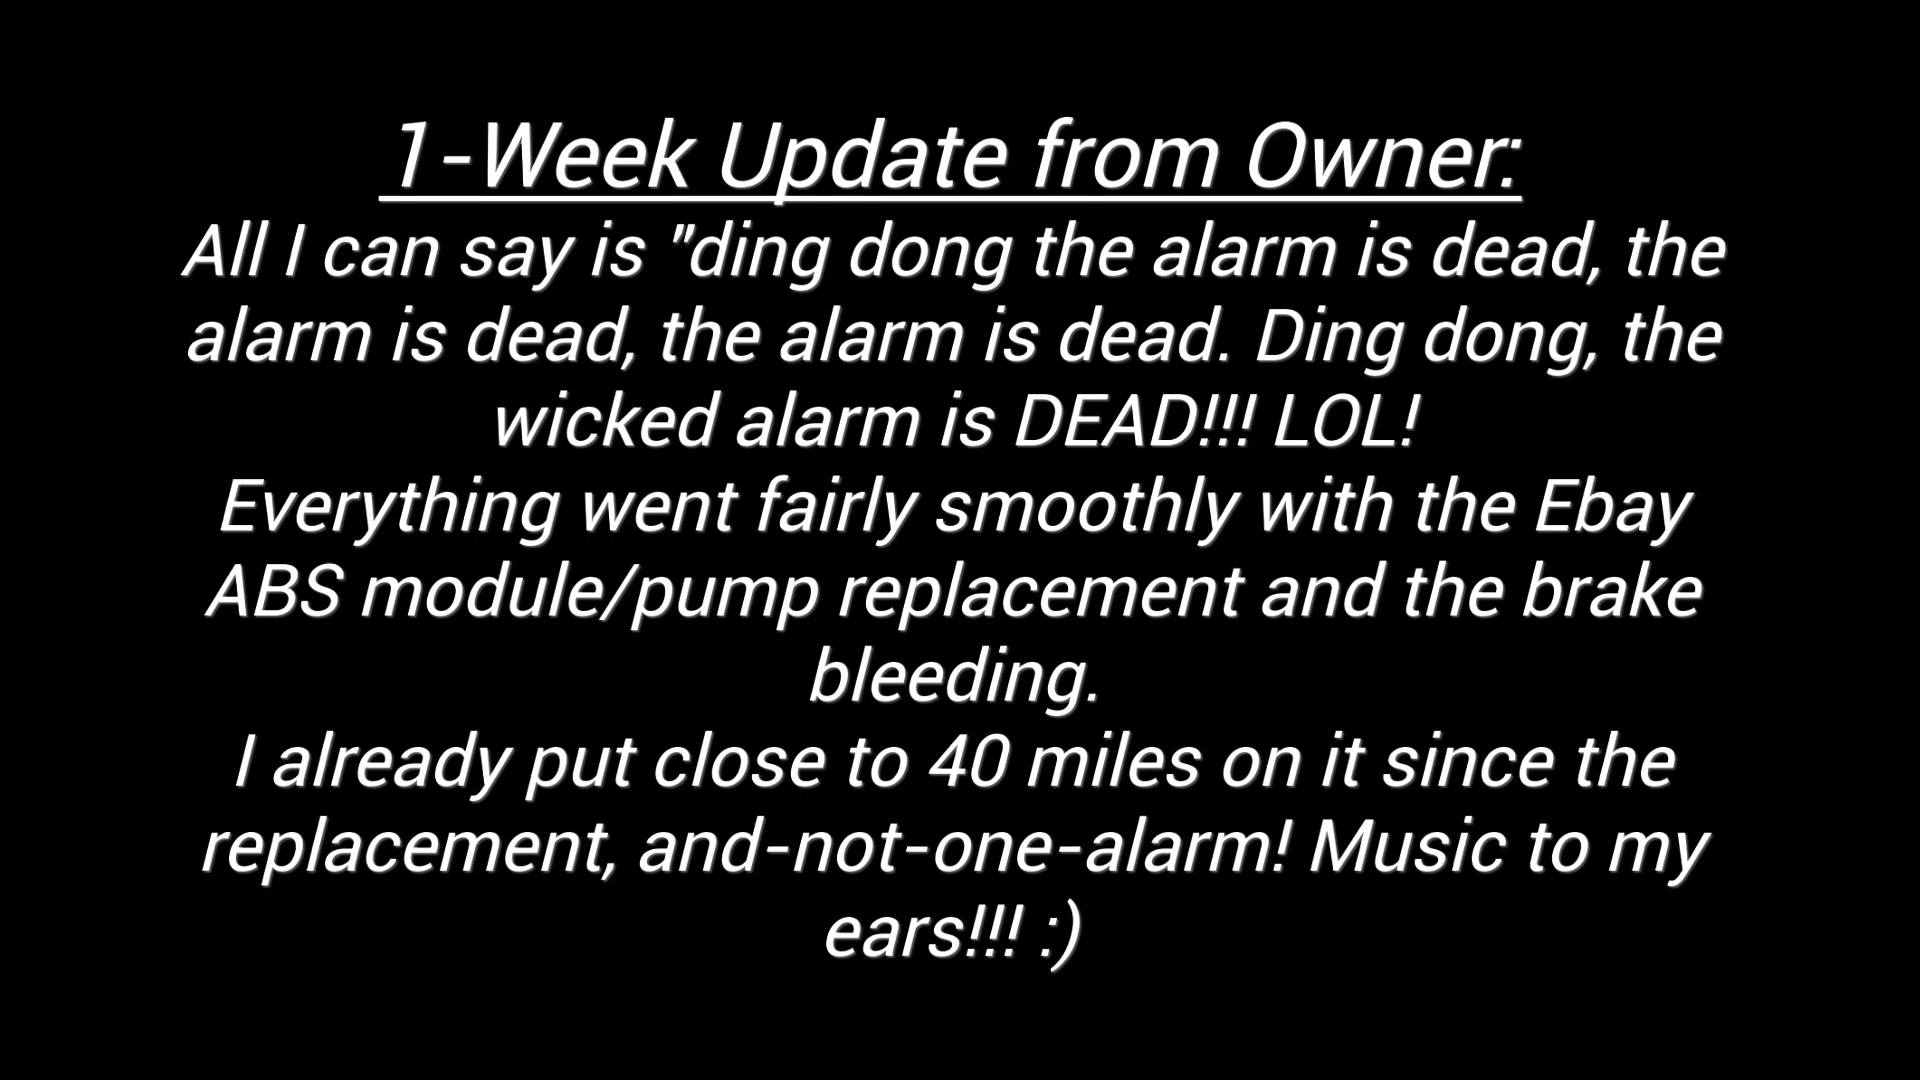 1-Week Update from Owner:
All I can say is "ding dong the alarm is dead, the
alarm is dead, the alarm is dead. Ding dong, the
wicked alarm is DEAD!!! LOL!
Everything went fairly smoothly with the Ebay
ABS module/pump replacement and the brake
bleeding.
I already put close to 40 miles on it since the
replacement, and-not-one-alarm! Music to my
ears!!! :)